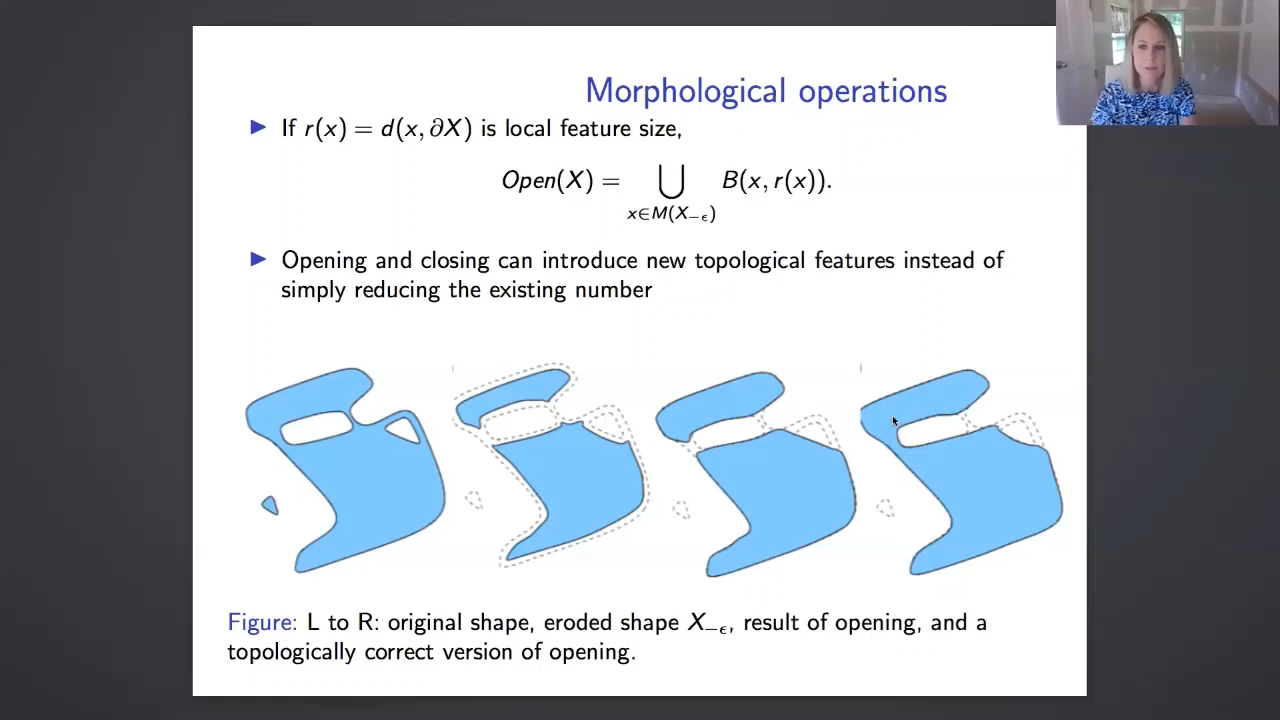 Morphological operations
▶ If r(x) = d(x, ∂X) is local feature size,
Open(X) = ⋃ B(x, r(x)).
x∈M(X₋ϵ)
▶ Opening and closing can introduce new topological features instead of
simply reducing the existing number
Figure: L to R: original shape, eroded shape X₋ϵ, result of opening, and a
topologically correct version of opening.